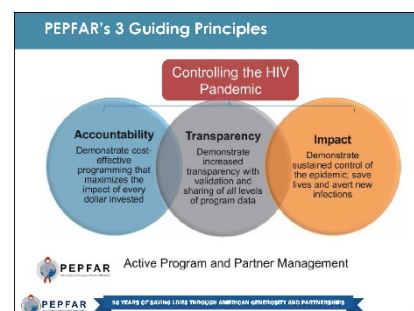 PEPFAR's 3 Guiding Principles
Controlling the HIV
Pandemic
Accountability
Demonstrate cost-
effective
programming that
maximizes the
impact of every
dollar invested
Transparency
Demonstrate
increased
transparency with
validation and
sharing of all levels
of program data
Impact
Demonstrate
sustained control of
the epidemic; save
lives and avert new
infections
PEPFAR
Active Program and Partner Management
PEPFAR
YEARS OF SAVING LIVES THROUGH AMERICAN GENEROSITY AND PARTNERSHIPS